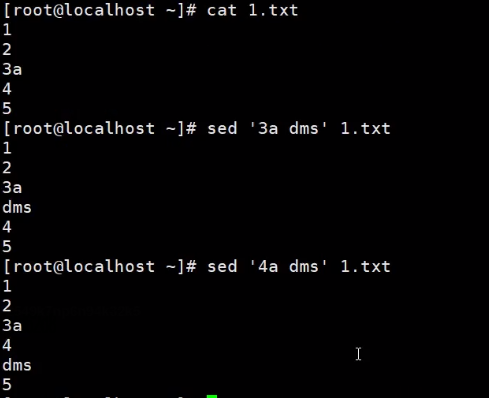 [root@localhost ~]# cat 1.txt
1
2
3a
4
5
[root@localhost ~]# sed '3a dms' 1.txt
1
2
3a
dms
4
5
[root@localhost ~]# sed '4a dms' 1.txt
1
2
3a
4
dms
5